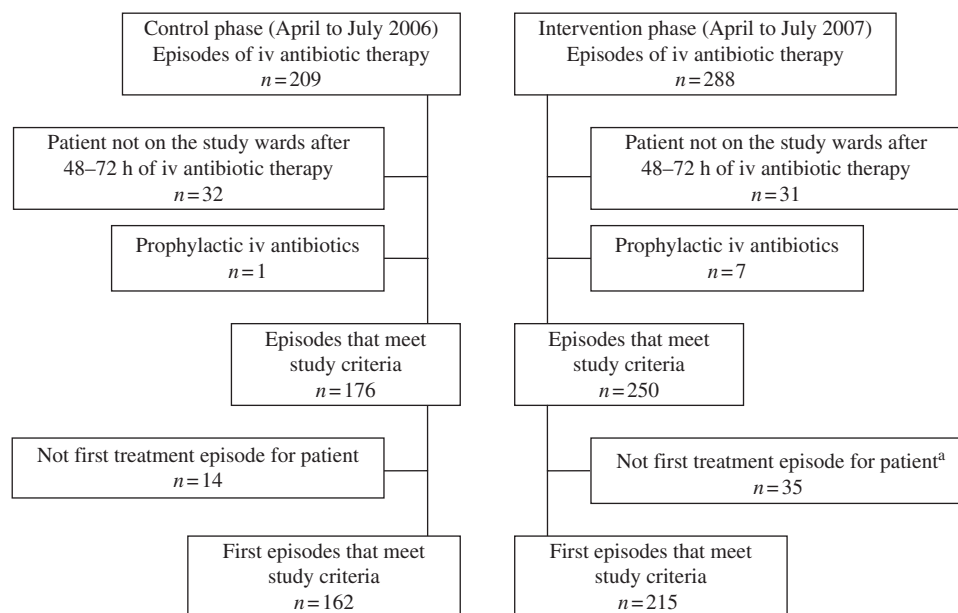 Control phase (April to July 2006)
Episodes of iv antibiotic therapy
n=209
Intervention phase (April to July 2007)
Episodes of iv antibiotic therapy
n=288
Patient not on the study wards after
48–72 h of iv antibiotic therapy
n=32
Patient not on the study wards after
48–72 h of iv antibiotic therapy
n=31
Prophylactic iv antibiotics
n=1
Prophylactic iv antibiotics
n=7
Episodes that meet
study criteria
n=176
Episodes that meet
study criteria
n=250
Not first treatment episode for patient
n=14
Not first treatment episode for patientᵃ
n=35
First episodes that meet
study criteria
n=162
First episodes that meet
study criteria
n=215